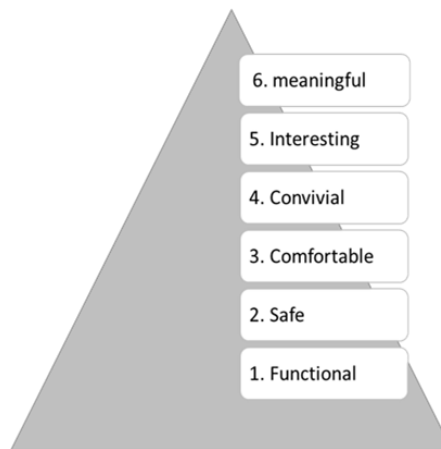 6. meaningful
5. Interesting
4. Convivial
3. Comfortable
2. Safe
1. Functional